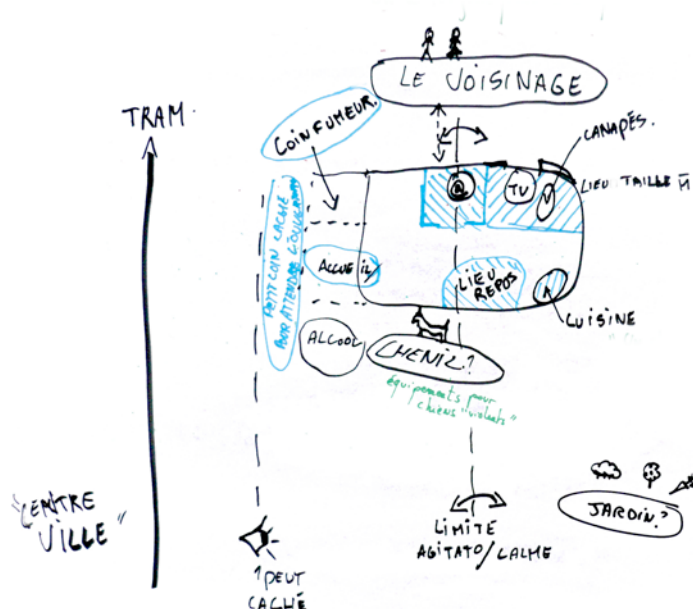 LE VOISINAGE
TRAM.
COIN FUMEUR.
CANAPÉS.
LIEU TAILLE M
TV
PETIT COIN CACHÉ
POUR ATTENDRE L'OUVERTURE
ACCUEIL
LIEU
REPOS
CUISINE
ALCOOL
CHENIL?
équipements pour
chiens "violents"
"CENTRE
VILLE"
JARDIN?
LIMITE
AGITATO/CALME
1 PEUT
CACHÉ